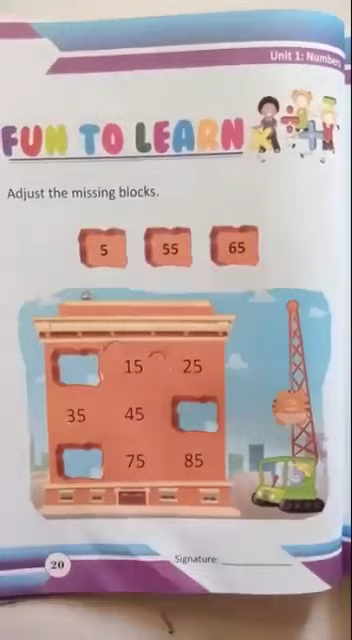 Unit 1: Numbers
FUN TO LEARN
Adjust the missing blocks.
5 55 65
15 25
35 45
75 85
20
Signature: ____________